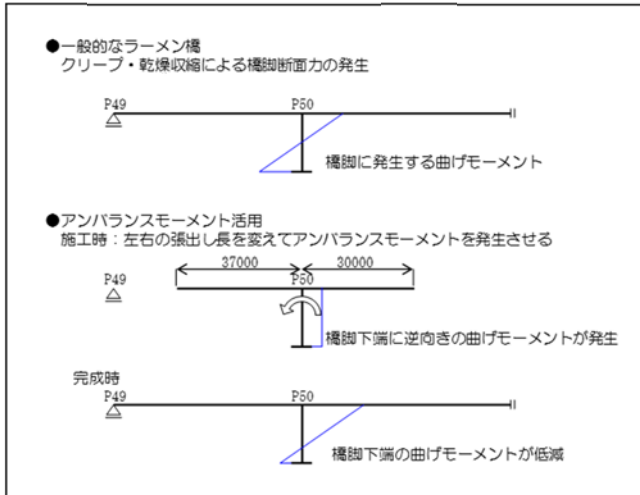 ●一般的なラーメン橋
クリープ・乾燥収縮による橋脚断面力の発生
P49
P50
橋脚に発生する曲げモーメント
●アンバランスモーメント活用
施工時：左右の張出し長を変えてアンバランスモーメントを発生させる
37000
30000
P49
P50
橋脚下端に逆向きの曲げモーメントが発生
完成時
P49
P50
橋脚下端の曲げモーメントが低減